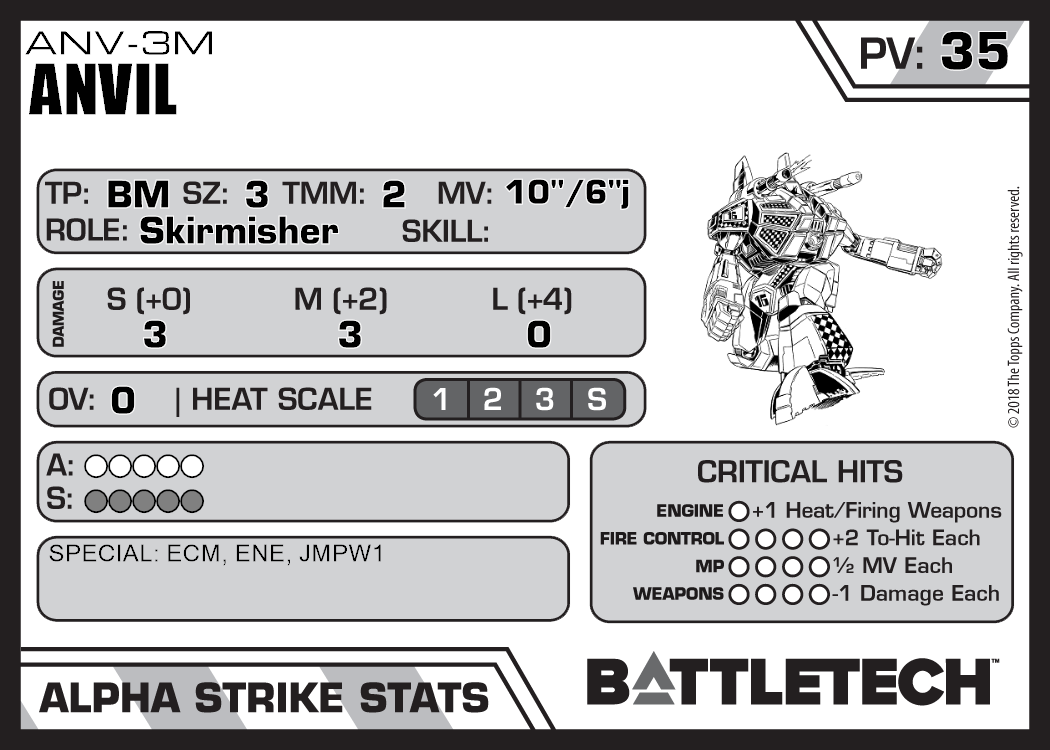 ANV-3M
ANVIL
PV: 35
TP: BM SZ: 3 TMM: 2 MV: 10"/6"j
ROLE: Skirmisher SKILL:
DAMAGE
S (+0) M (+2) L (+4)
3 3 0
OV: 0 | HEAT SCALE 1 2 3 S
A:
S:
SPECIAL: ECM, ENE, JMPW1
16
16
© 2018 The Topps Company. All rights reserved.
CRITICAL HITS
ENGINE +1 Heat/Firing Weapons
FIRE CONTROL +2 To-Hit Each
MP ½ MV Each
WEAPONS -1 Damage Each
ALPHA STRIKE STATS
BATTLETECH™